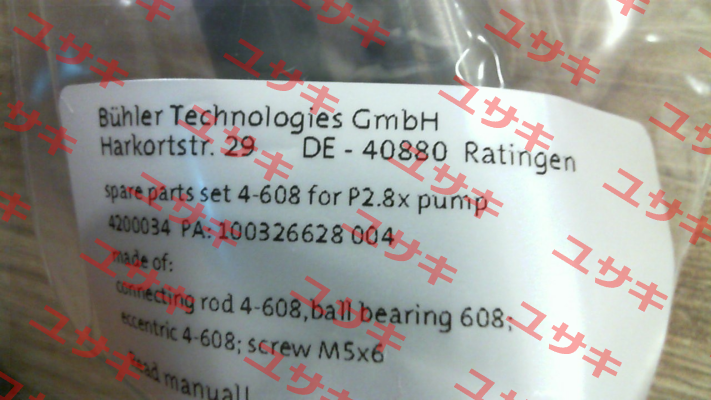 Bühler Technologies GmbH
Harkortstr. 29 DE - 40880 Ratingen
spare parts set 4-608 for P2.8x pump
4200034 PA: 100326628 004
made of:
connecting rod 4-608, ball bearing 608;
eccentric 4-608; screw M5x6
Read manual!
ユサキ